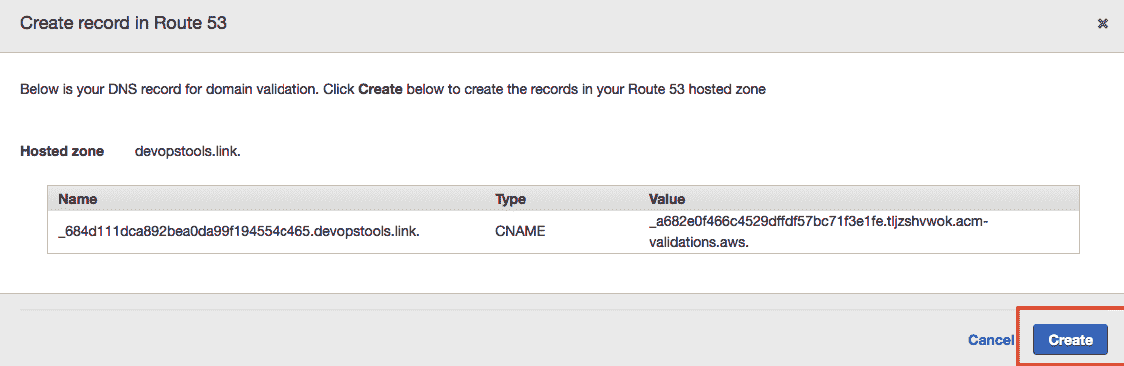 Create record in Route 53
Below is your DNS record for domain validation. Click Create below to create the records in your Route 53 hosted zone
Hosted zone devopstools.link.
Name Type Value
_684d111dca892bea0da99f194554c465.devopstools.link. CNAME _a682e0f466c4529dffdf57bc71f3e1fe.tljzshvwok.acm-
validations.aws.
Cancel Create